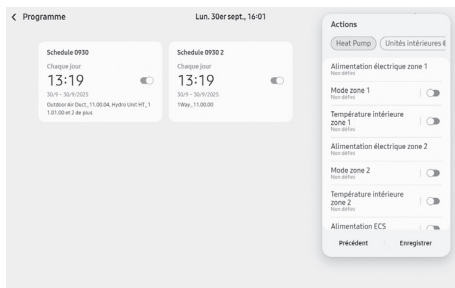 Programme
Lun. 30er sept., 16:01
Schedule 0930
Chaque jour
13:19
30/9 – 30/9/2025
Outdoor Air Duct_11.00.04, Hydro Unit HT_1
1.01.00 et 2 de plus
Schedule 0930 2
Chaque jour
13:19
30/9 – 30/9/2025
1Way_11.00.00
Actions
Heat Pump
Unités intérieures
Alimentation électrique zone 1
Non défini
Mode zone 1
Non défini
Température intérieure
zone 1
Non défini
Alimentation électrique zone 2
Non défini
Mode zone 2
Non défini
Température intérieure
zone 2
Non défini
Alimentation ECS
Précédent
Enregistrer